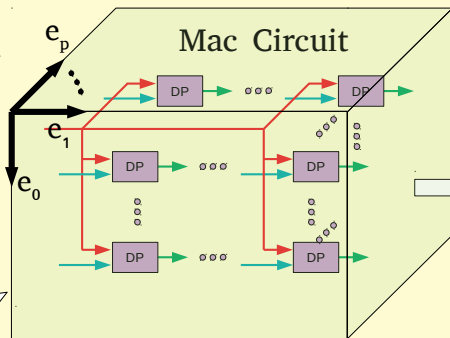 e_p
Mac Circuit
DP DP
e_1
DP DP
e_0
DP DP